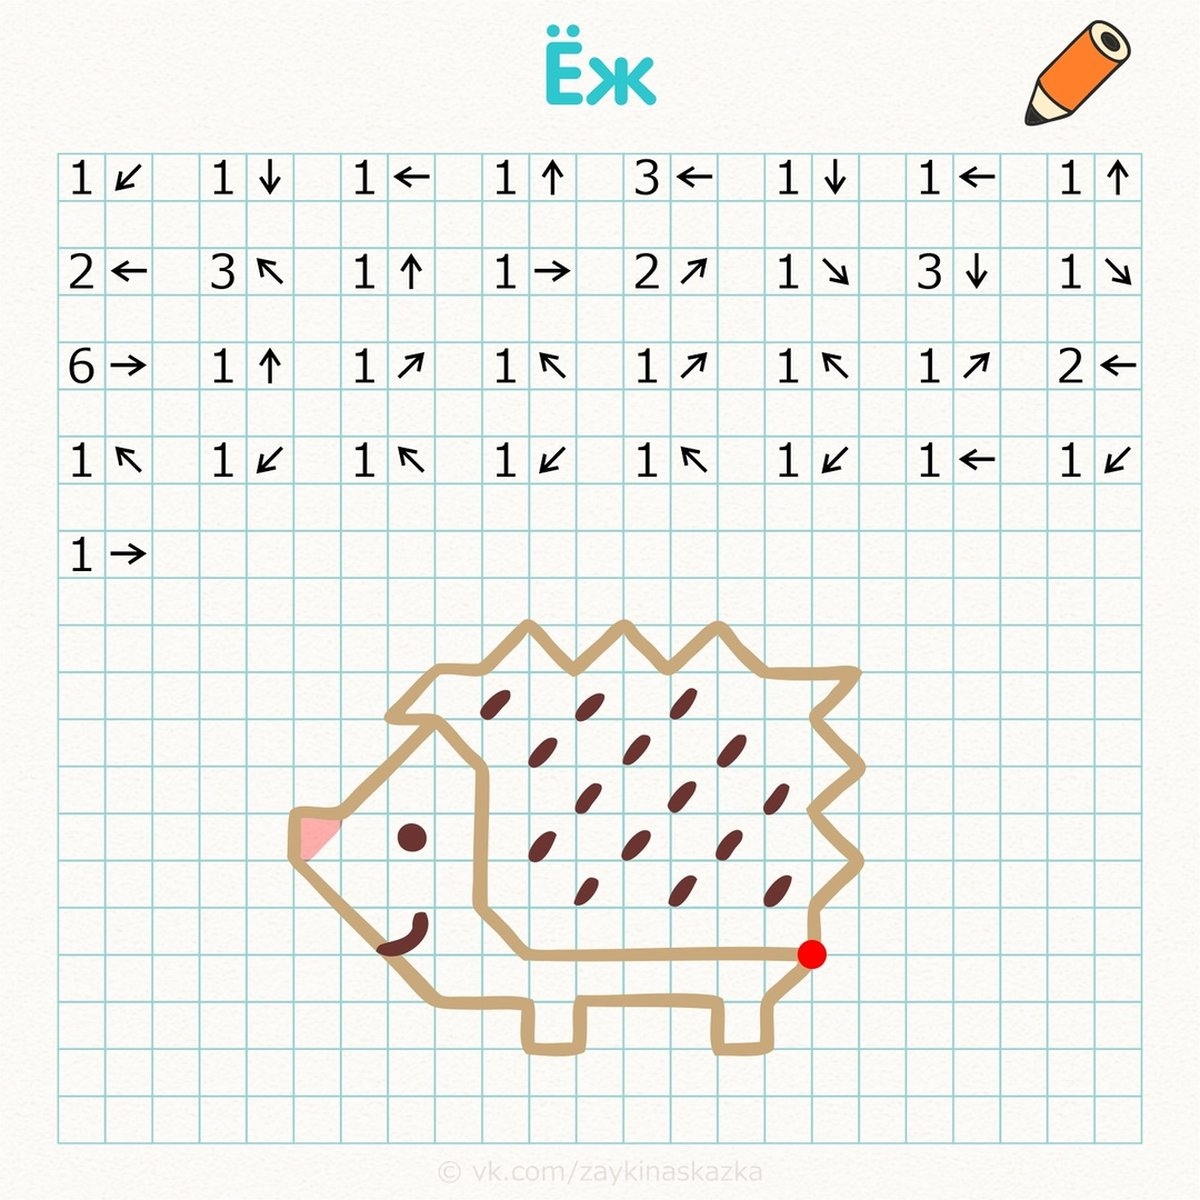 Ёж
1 ↙ 1 ↓ 1 ← 1 ↑ 3 ← 1 ↓ 1 ← 1 ↑
2 ← 3 ↖ 1 ↑ 1 → 2 ↗ 1 ↘ 3 ↓ 1 ↘
6 → 1 ↑ 1 ↗ 1 ↖ 1 ↗ 1 ↖ 1 ↗ 2 ←
1 ↖ 1 ↙ 1 ↖ 1 ↙ 1 ↖ 1 ↙ 1 ← 1 ↙
1 →
© vk.com/zaykinaskazka